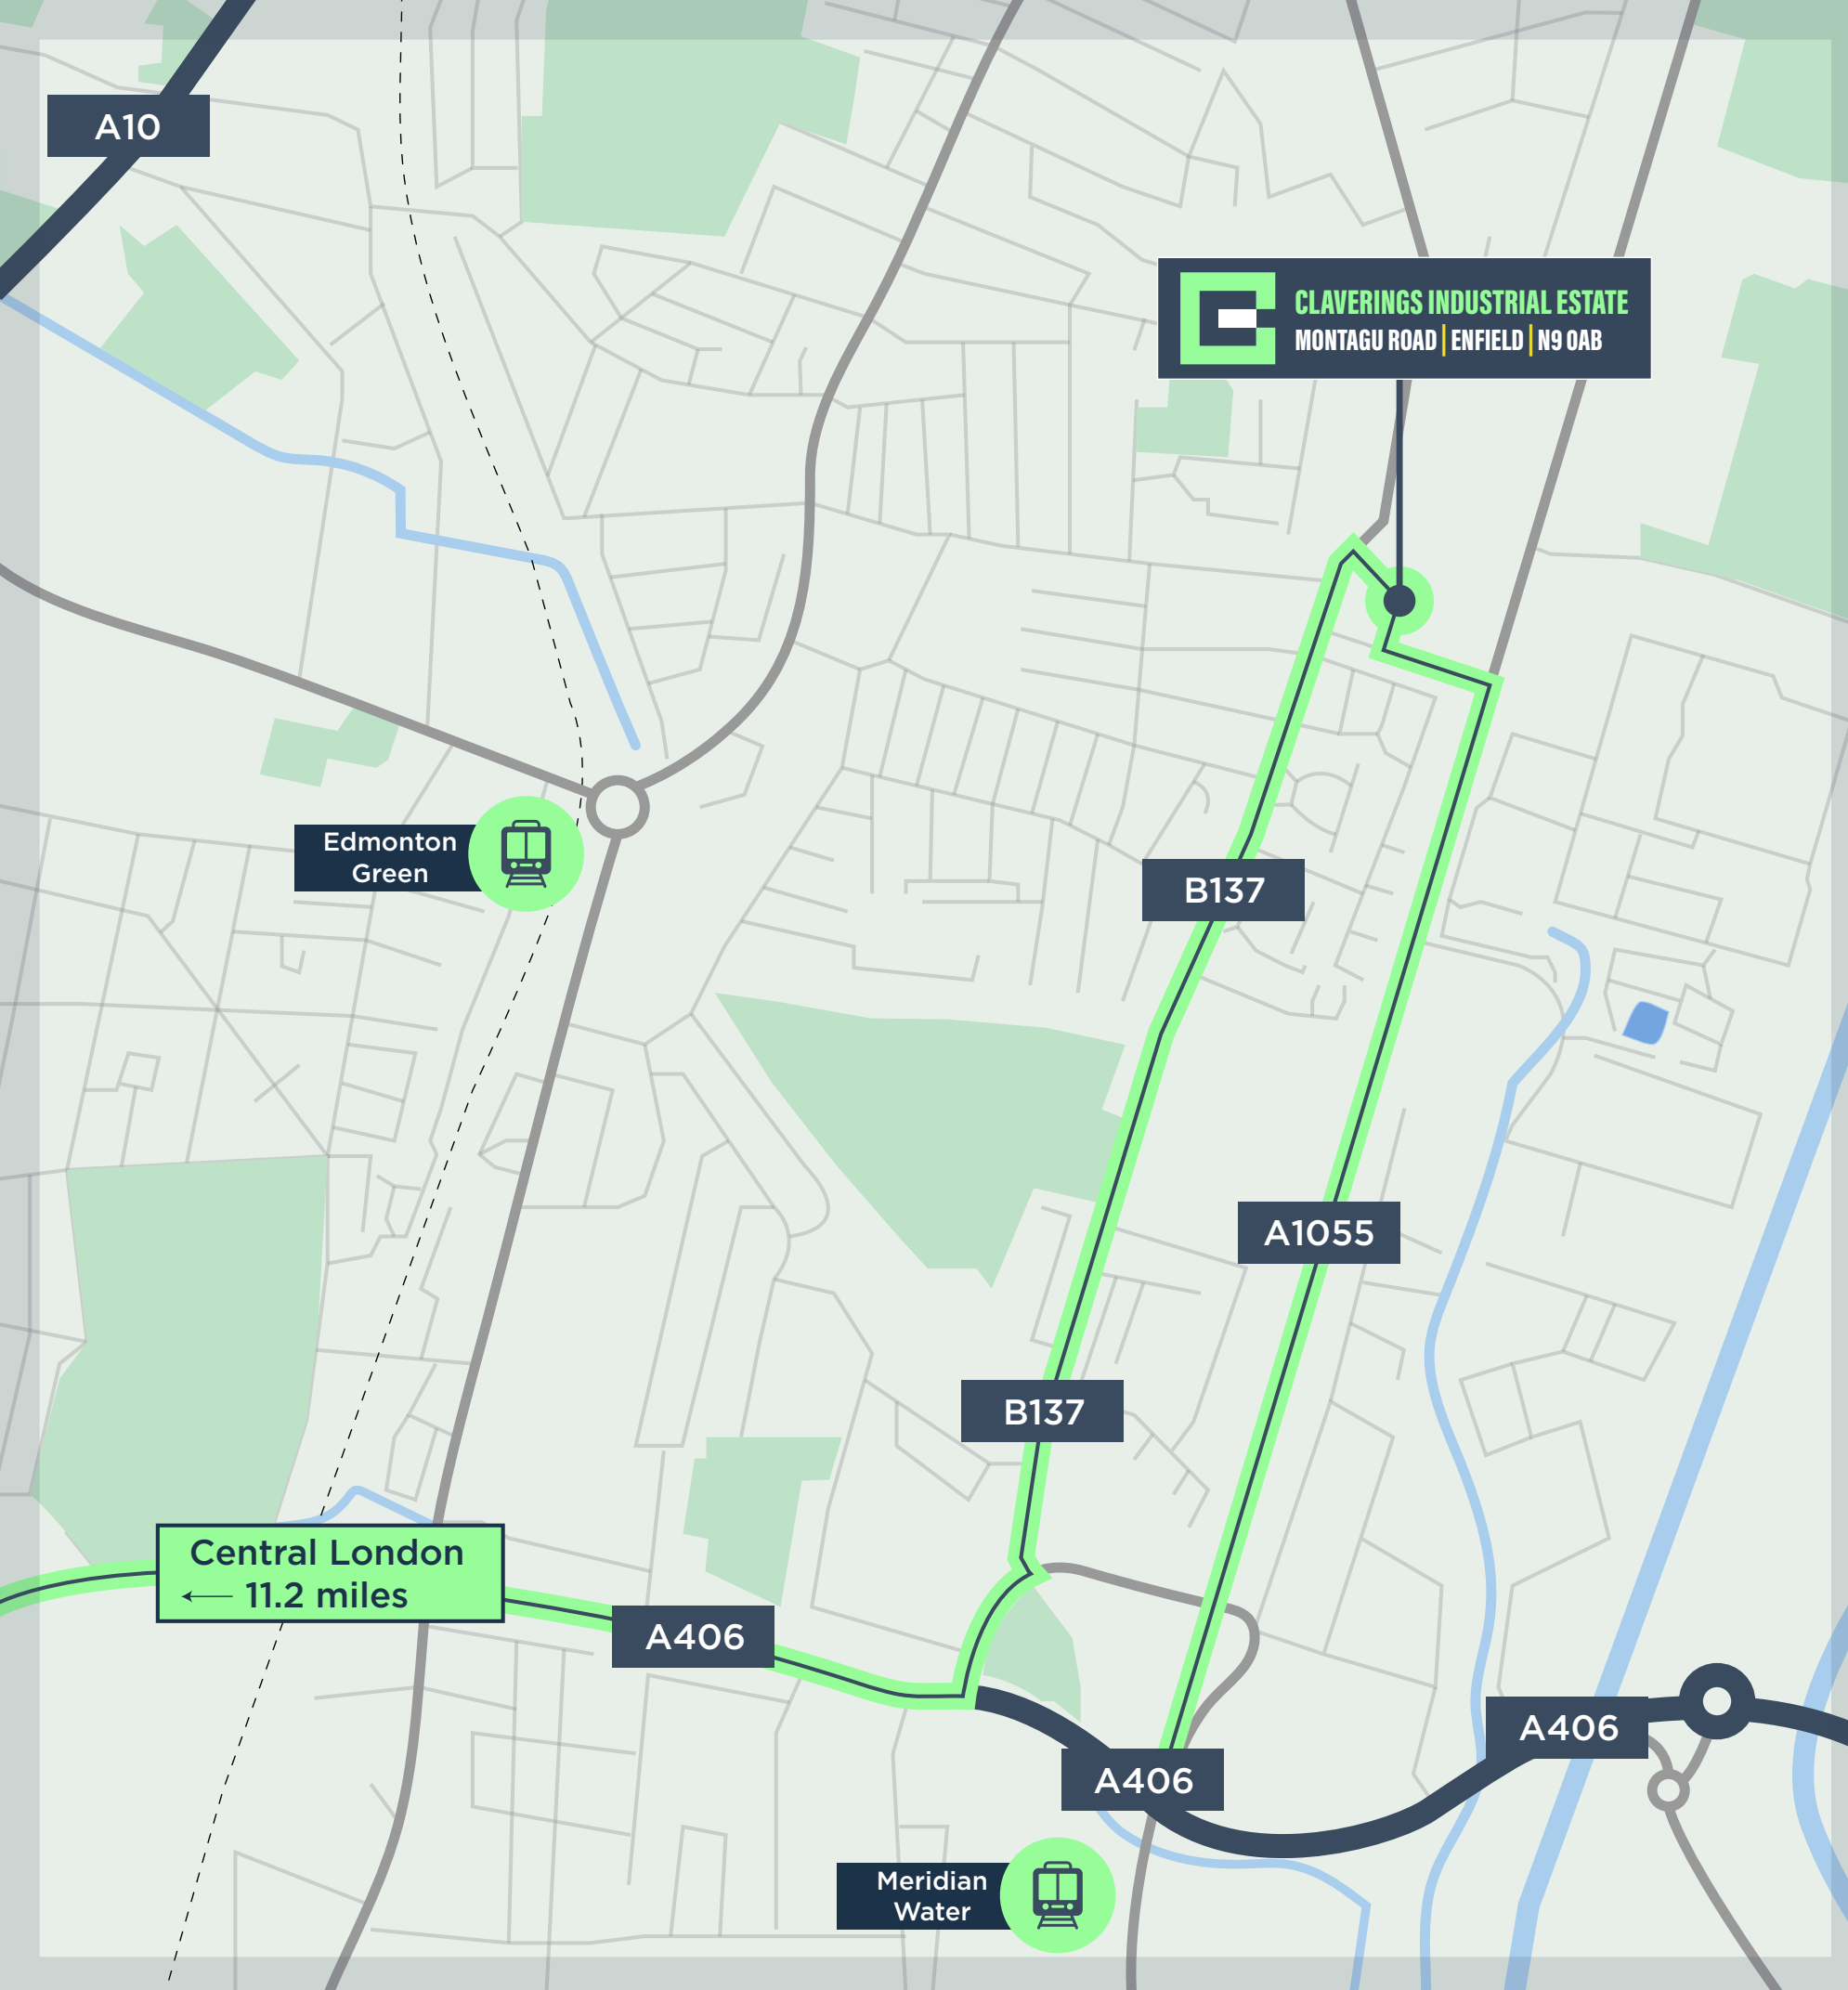 A10
CLAVERINGS INDUSTRIAL ESTATE
MONTAGU ROAD | ENFIELD | N9 0AB
Edmonton
Green
B137
A1055
B137
Central London
← 11.2 miles
A406
A406
A406
Meridian
Water